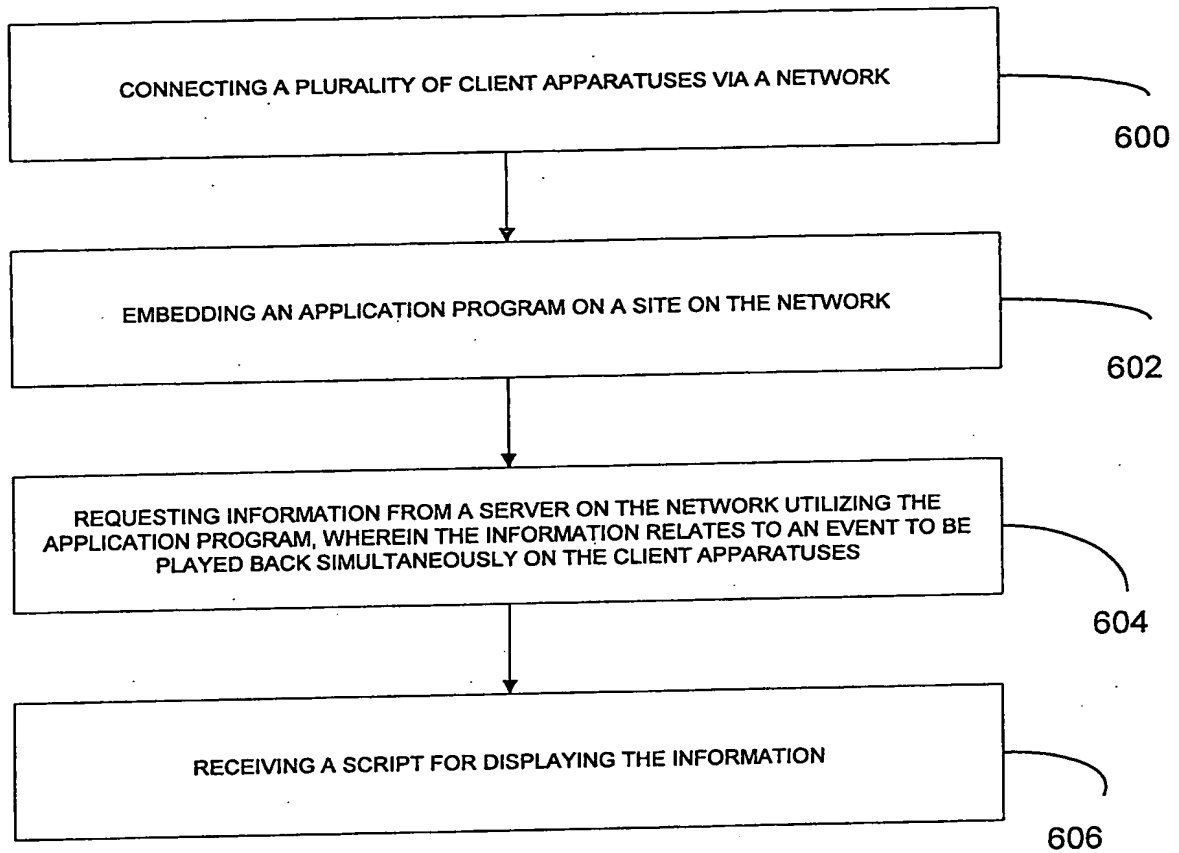 CONNECTING A PLURALITY OF CLIENT APPARATUSES VIA A NETWORK
600
EMBEDDING AN APPLICATION PROGRAM ON A SITE ON THE NETWORK
602
REQUESTING INFORMATION FROM A SERVER ON THE NETWORK UTILIZING THE
APPLICATION PROGRAM, WHEREIN THE INFORMATION RELATES TO AN EVENT TO BE
PLAYED BACK SIMULTANEOUSLY ON THE CLIENT APPARATUSES
604
RECEIVING A SCRIPT FOR DISPLAYING THE INFORMATION
606